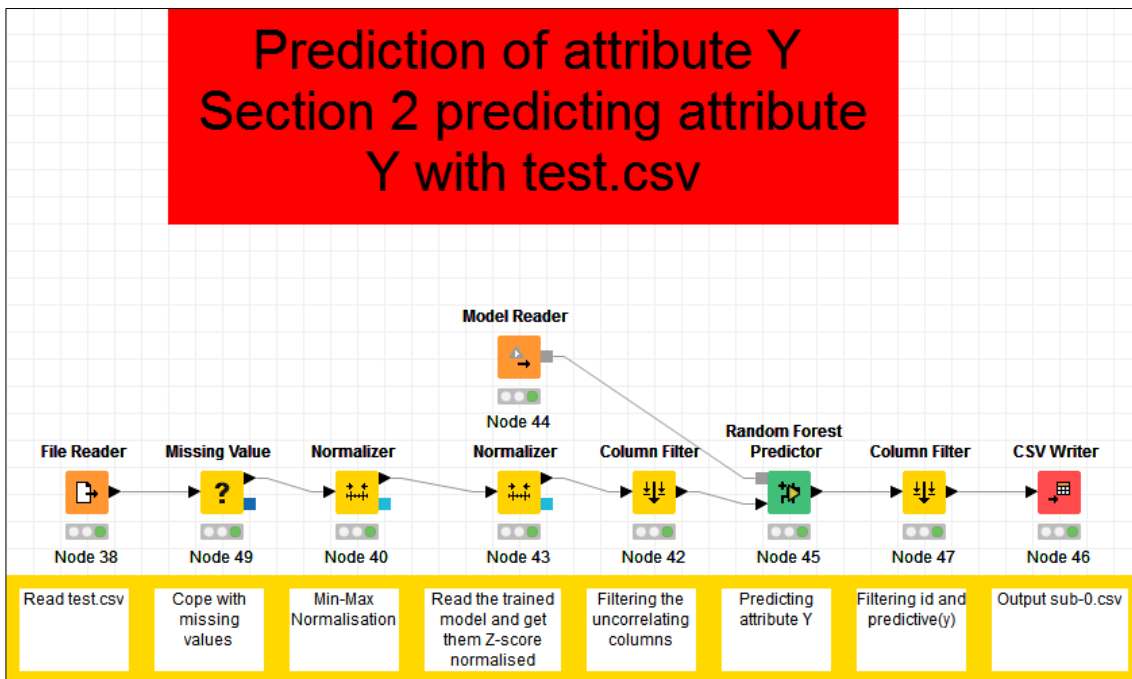 Prediction of attribute Y
Section 2 predicting attribute
Y with test.csv
Model Reader
Node 44
File Reader
Node 38
Missing Value
?
Node 49
Normalizer
Node 40
Normalizer
Node 43
Column Filter
Node 42
Random Forest
Predictor
Node 45
Column Filter
Node 47
CSV Writer
Node 46
Read test.csv
Cope with
missing
values
Min-Max
Normalisation
Read the trained
model and get
them Z-score
normalised
Filtering the
uncorrelating
columns
Predicting
attribute Y
Filtering id and
predictive(y)
Output sub-0.csv